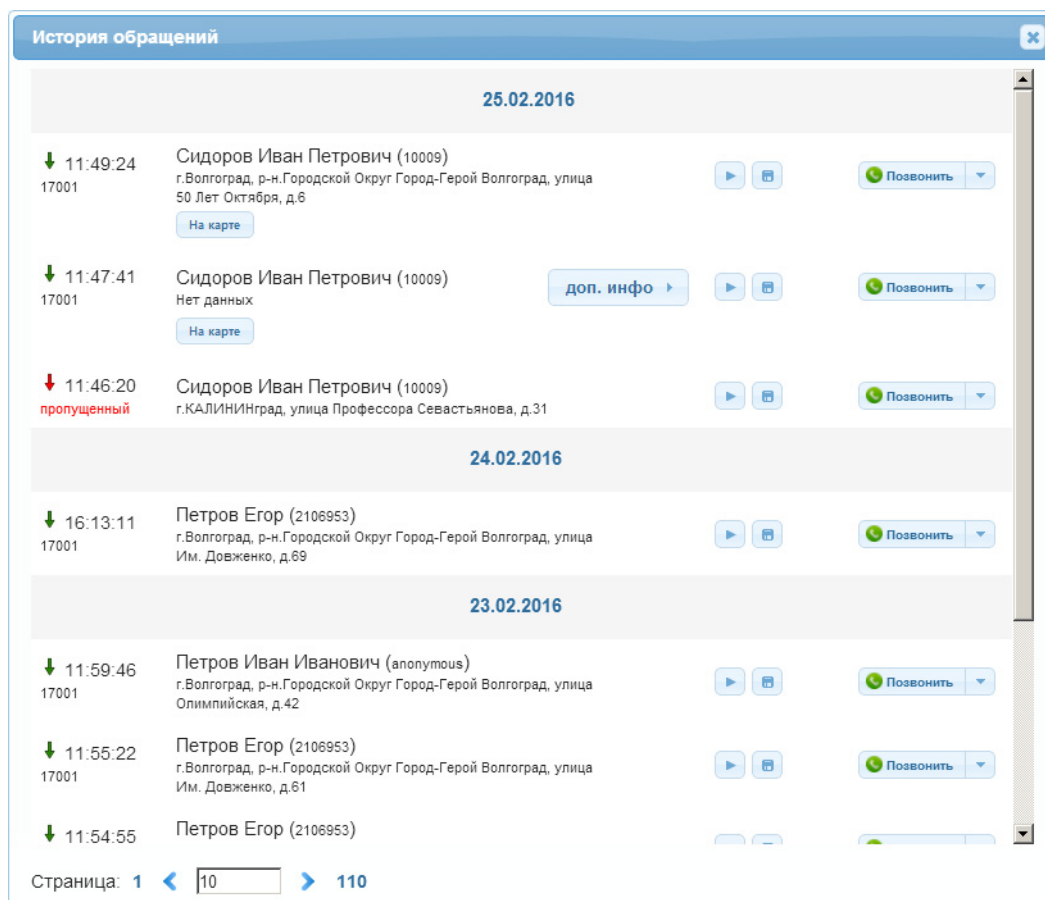 История обращений
25.02.2016
11:49:24 Сидоров Иван Петрович (10009)
17001 г.Волгоград, р-н.Городской Округ Город-Герой Волгоград, улица Позвонить
50 Лет Октября, д.6
На карте
11:47:41 Сидоров Иван Петрович (10009) доп. инфо Позвонить
17001 Нет данных
На карте
11:46:20 Сидоров Иван Петрович (10009) Позвонить
пропущенный г.КАЛИНИНград, улица Профессора Севастьянова, д.31
24.02.2016
16:13:11 Петров Егор (2106953)
17001 г.Волгоград, р-н.Городской Округ Город-Герой Волгоград, улица Позвонить
Им. Довженко, д.69
23.02.2016
11:59:46 Петров Иван Иванович (anonymous)
17001 г.Волгоград, р-н.Городской Округ Город-Герой Волгоград, улица Позвонить
Олимпийская, д.42
11:55:22 Петров Егор (2106953)
17001 г.Волгоград, р-н.Городской Округ Город-Герой Волгоград, улица Позвонить
Им. Довженко, д.61
11:54:55 Петров Егор (2106953)
Страница: 1 10 110